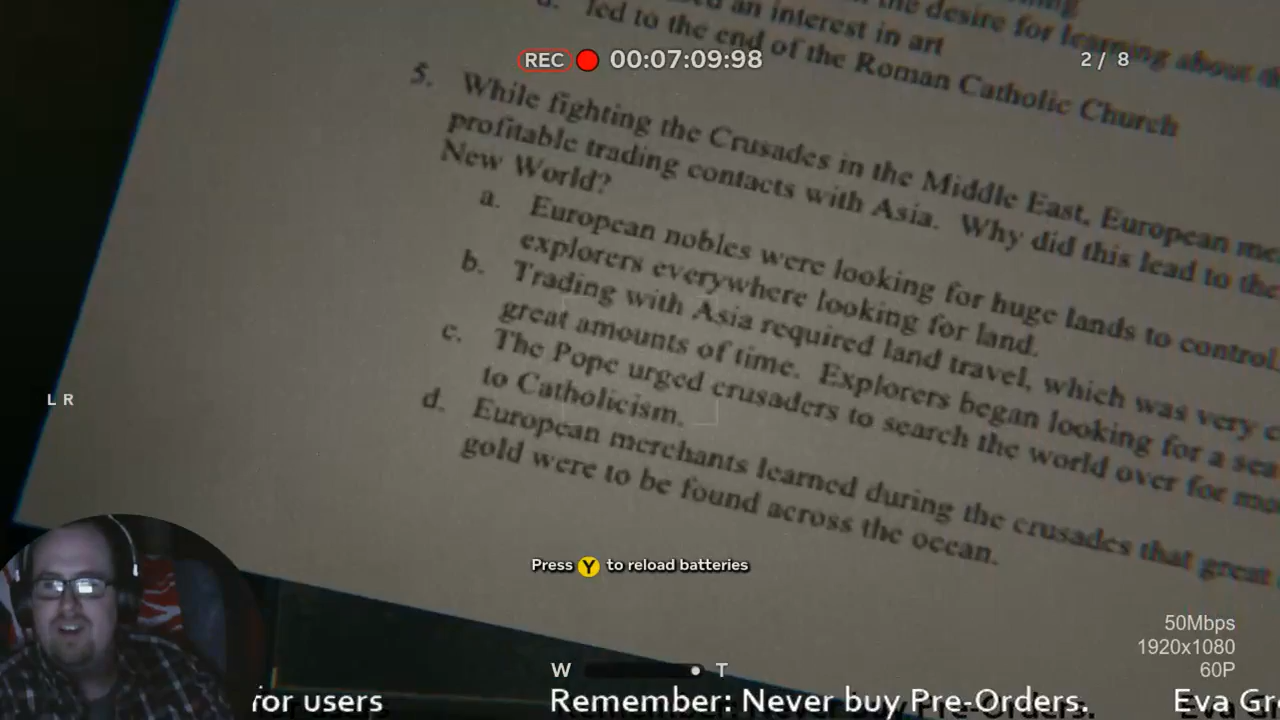 the desire for learning about
an interest in art
led to the end of the Roman Catholic Church
REC 00:07:09:98
2 / 8
5. While fighting the Crusades in the Middle East, European
profitable trading contacts with Asia. Why did this lead to the
New World?
a. European nobles were looking for huge lands to control.
explorers everywhere looking for land.
b. Trading with Asia required land travel, which was very
great amounts of time. Explorers began looking for a sea
c. The Pope urged crusaders to search the world over for
to Catholicism.
d. European merchants learned during the crusades that great
gold were to be found across the ocean.
L R
Press Y to reload batteries
50Mbps
1920x1080
60P
W T
for users Remember: Never buy Pre-Orders. Eva